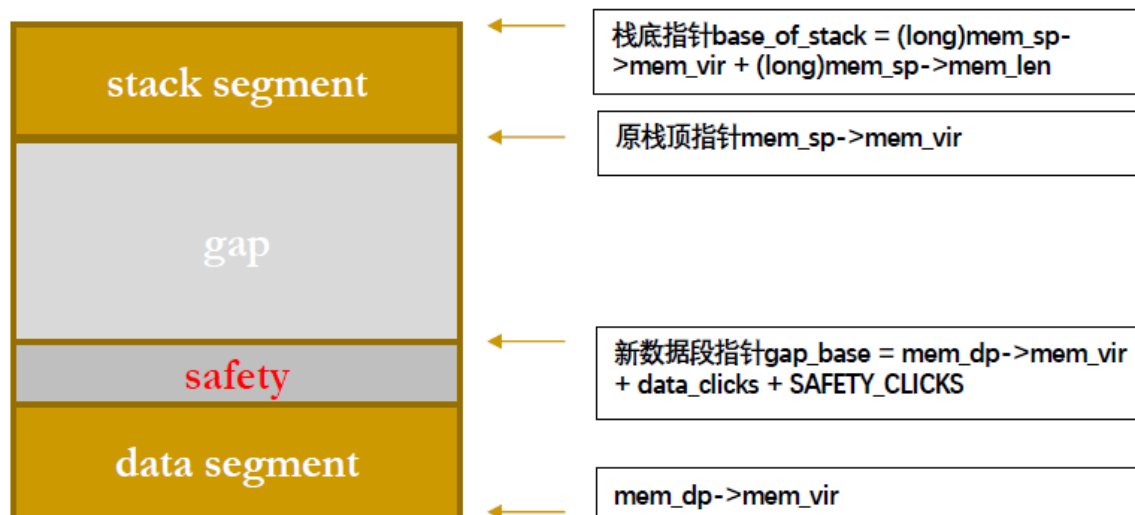 栈底指针base_of_stack = (long)mem_sp-
>mem_vir + (long)mem_sp->mem_len
stack segment
原栈顶指针mem_sp->mem_vir
gap
新数据段指针gap_base = mem_dp->mem_vir
+ data_clicks + SAFETY_CLICKS
safety
data segment
mem_dp->mem_vir